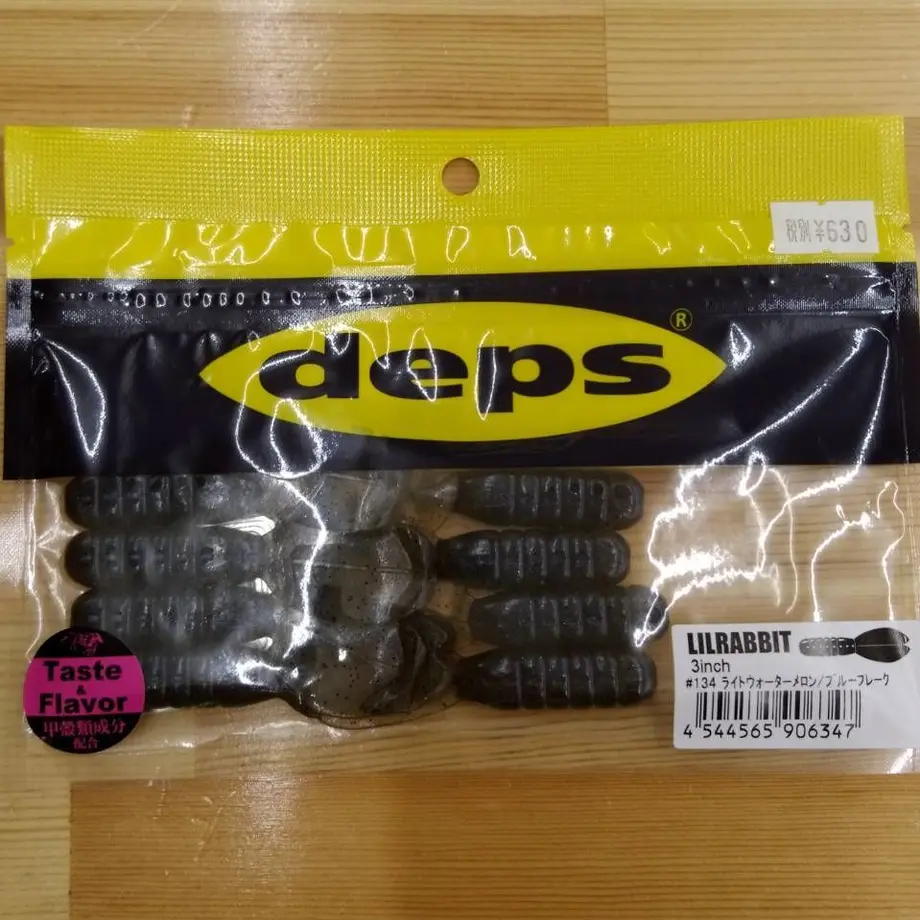 税別¥630
deps®
LILRABBIT
3inch
#134 ライトウォーターメロン/ブルーフレーク
4 544565 906347
Taste
&
Flavor
甲殻類成分
配合